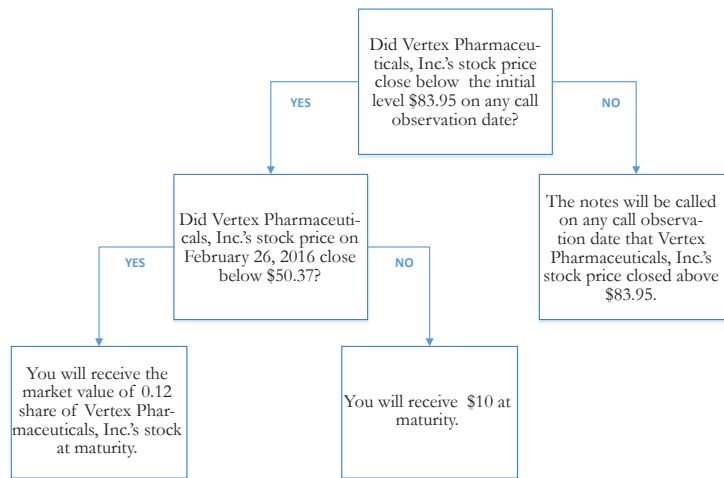 Did Vertex Pharmaceu-
ticals, Inc.'s stock price
close below the initial
level $83.95 on any call
observation date?
YES
NO
Did Vertex Pharmaceuti-
cals, Inc.'s stock price on
February 26, 2016 close
below $50.37?
The notes will be called
on any call observa-
tion date that Vertex
Pharmaceuticals, Inc.'s
stock price closed above
$83.95.
YES
NO
You will receive the
market value of 0.12
share of Vertex Phar-
maceuticals, Inc.'s stock
at maturity.
You will receive $10 at
maturity.